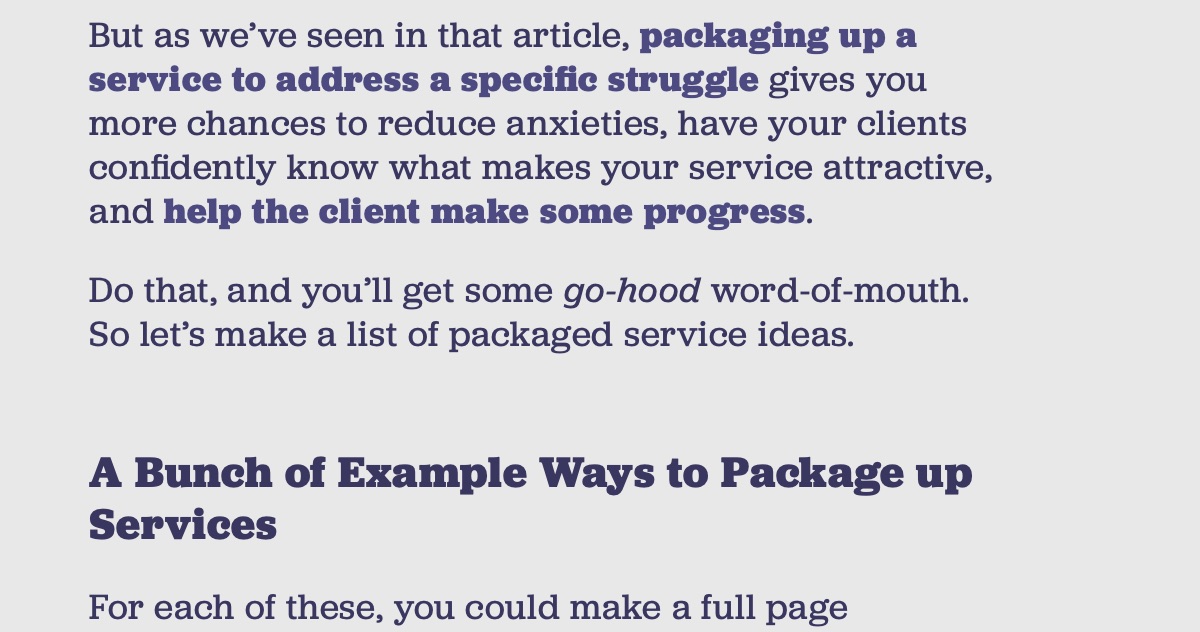 But as we’ve seen in that article, packaging up a
service to address a specific struggle gives you
more chances to reduce anxieties, have your clients
confidently know what makes your service attractive,
and help the client make some progress.
Do that, and you’ll get some go-hood word-of-mouth.
So let’s make a list of packaged service ideas.
A Bunch of Example Ways to Package up
Services
For each of these, you could make a full page